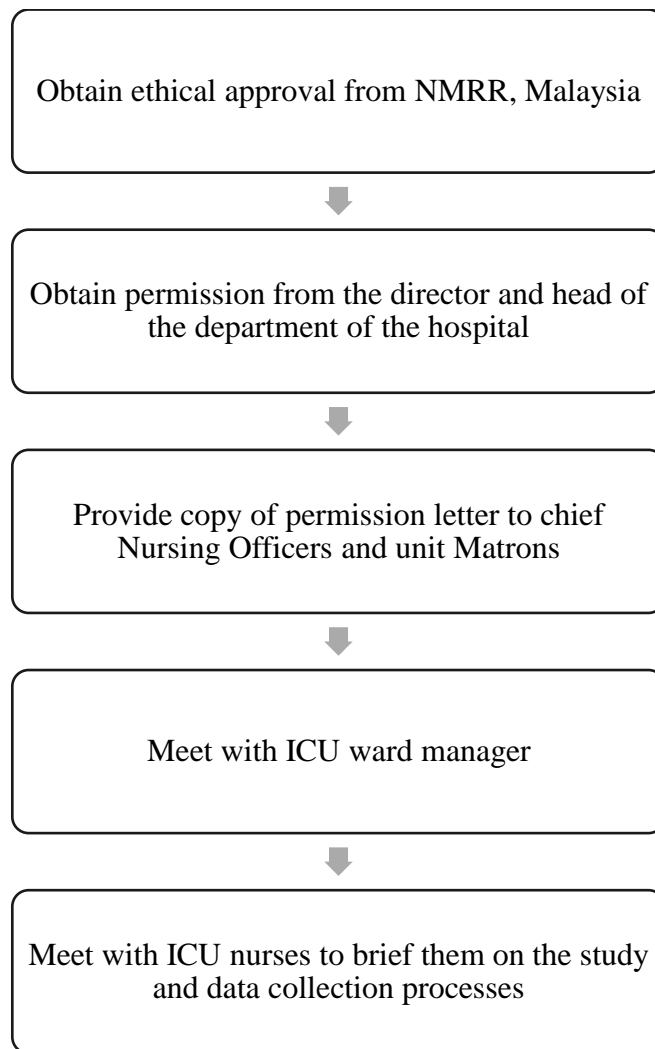 Obtain ethical approval from NMRR, Malaysia
Obtain permission from the director and head of
the department of the hospital
Provide copy of permission letter to chief
Nursing Officers and unit Matrons
Meet with ICU ward manager
Meet with ICU nurses to brief them on the study
and data collection processes